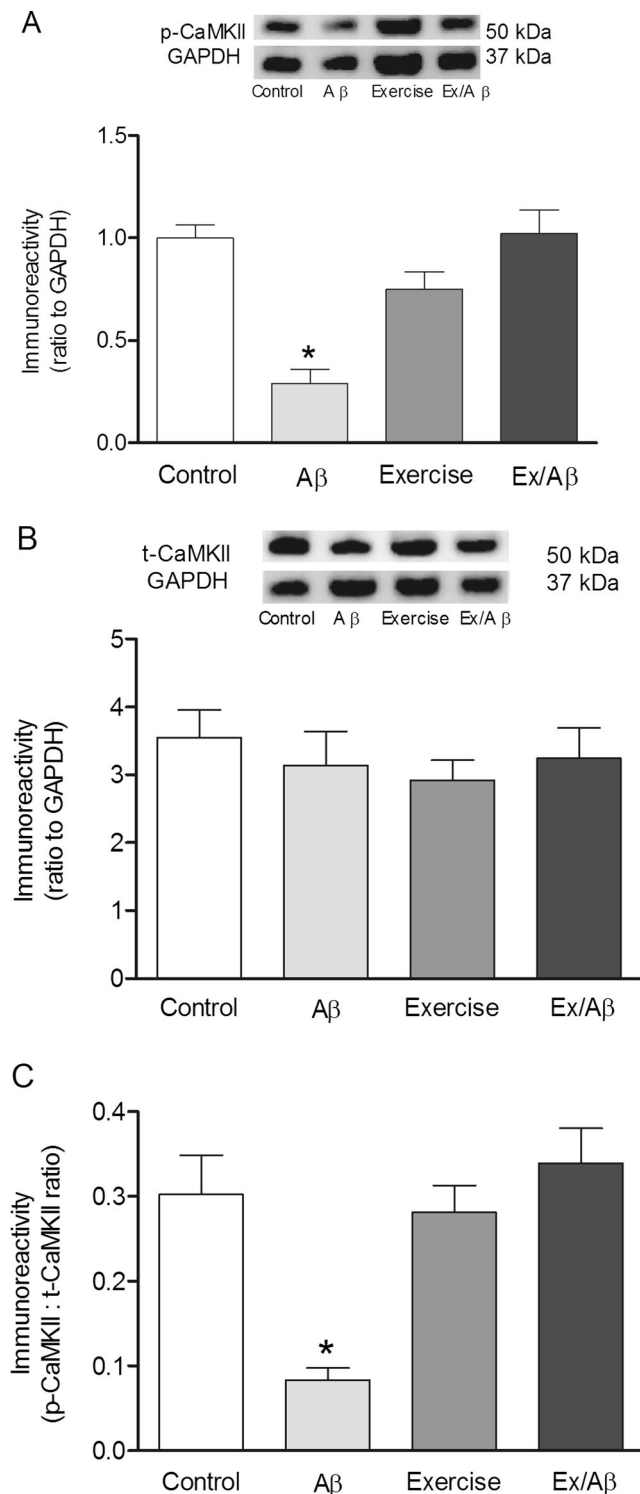 A
p-CaMKII 50 kDa
GAPDH 37 kDa
Control A β Exercise Ex/A β
Immunoreactivity
(ratio to GAPDH)
1.5
1.0
0.5
0.0
*
Control Aβ Exercise Ex/Aβ
B
t-CaMKII 50 kDa
GAPDH 37 kDa
Control A β Exercise Ex/A β
Immunoreactivity
(ratio to GAPDH)
5
4
3
2
1
0
Control Aβ Exercise Ex/Aβ
C
Immunoreactivity
(p-CaMKII : t-CaMKII ratio)
0.4
0.3
0.2
0.1
0.0
*
Control Aβ Exercise Ex/Aβ